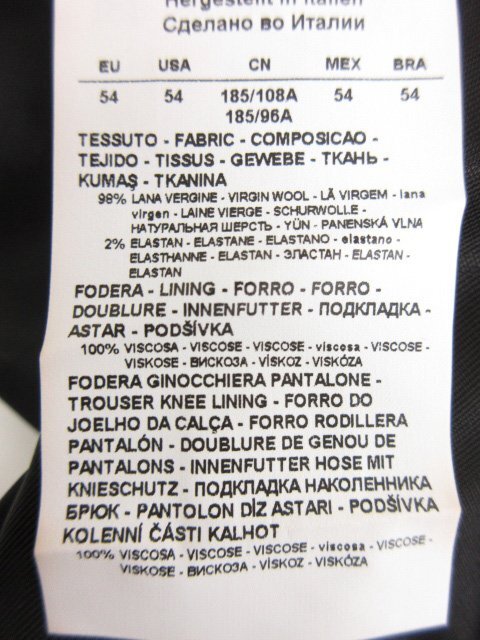 Hergestellt in Italien
Сделано во Италии
EU USA CN MEX BRA
54 54 185/108A 54 54
185/96A
TESSUTO - FABRIC - COMPOSICAO -
TEJIDO - TISSUS - GEWEBE - ТКАНЬ -
KUMAŞ - TKANINA
98% LANA VERGINE - VIRGIN WOOL - LÃ VIRGEM - lana
virgen - LAINE VIERGE - SCHURWOLLE -
НАТУРАЛЬНАЯ ШЕРСТЬ - YÜN - PANENSKÁ VLNA
2% ELASTAN - ELASTANE - ELASTANO - elastano -
ELASTHANNE - ELASTAN - ЭЛАСТАН - ELASTAN -
ELASTAN
FODERA - LINING - FORRO - FORRO -
DOUBLURE - INNENFUTTER - ПОДКЛАДКА -
ASTAR - PODŠÍVKA
100% VISCOSA - VISCOSE - VISCOSE - viscosa - VISCOSE -
VISKOSE - ВИСКОЗА - VİSKOZ - VISKÓZA
FODERA GINOCCHIERA PANTALONE -
TROUSER KNEE LINING - FORRO DO
JOELHO DA CALÇA - FORRO RODILLERA
PANTALÓN - DOUBLURE DE GENOU DE
PANTALONS - INNENFUTTER HOSE MIT
KNIESCHUTZ - ПОДКЛАДКА НАКОЛЕННИКА
БРЮК - PANTOLON DİZ ASTARI - PODŠÍVKA
KOLENNÍ ČÁSTI KALHOT
100% VISCOSA - VISCOSE - VISCOSE - viscosa - VISCOSE -
VISKOSE - ВИСКОЗА - VİSKOZ - VISKÓZA